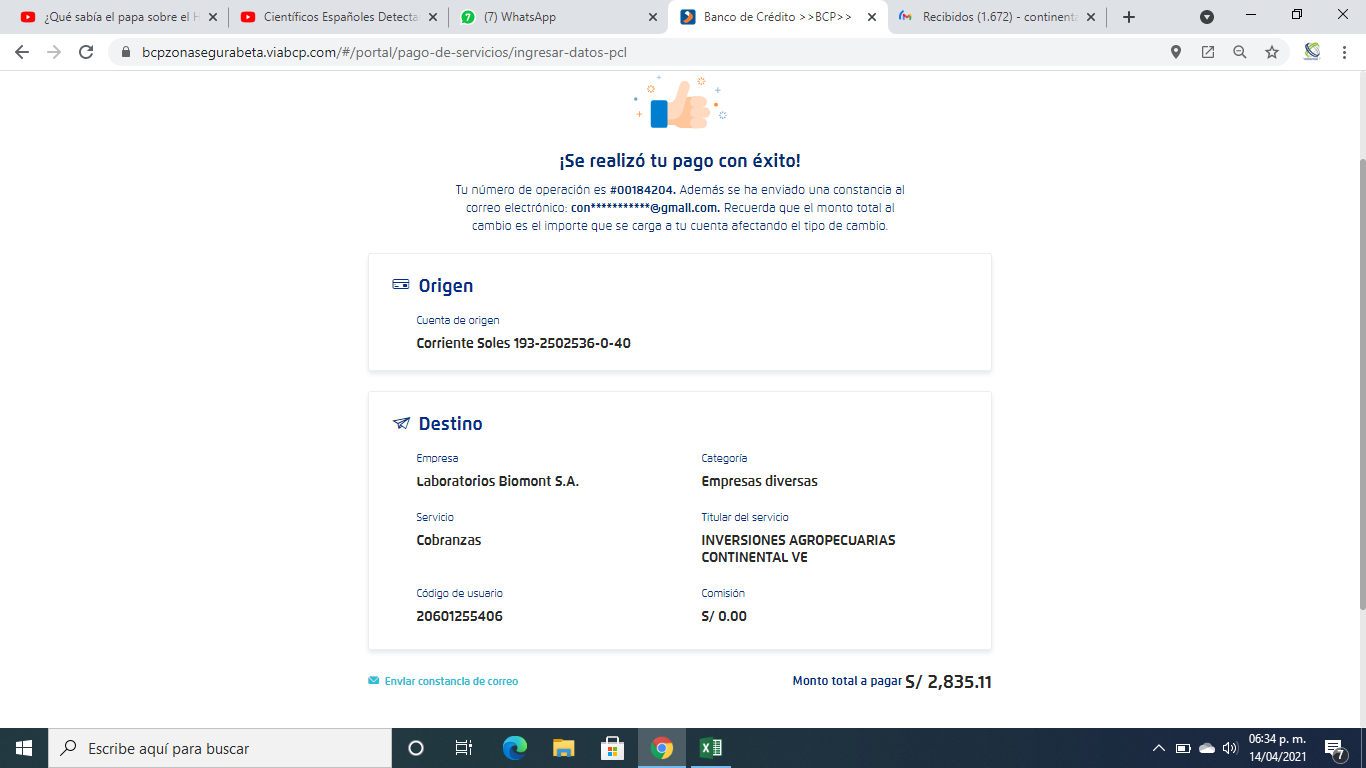 ¿Qué sabía el papa sobre el H
Científicos Españoles Detecta
(7) WhatsApp
Banco de Crédito >>BCP>>
Recibidos (1.672) - continenta
bcpzonasegurabeta.viabcp.com/#/portal/pago-de-servicios/ingresar-datos-pcl
¡Se realizó tu pago con éxito!
Tu número de operación es #00184204. Además se ha enviado una constancia al
correo electrónico: con***********@gmail.com. Recuerda que el monto total al
cambio es el importe que se carga a tu cuenta afectando el tipo de cambio.
Origen
Cuenta de origen
Corriente Soles 193-2502536-0-40
Destino
Empresa
Categoría
Laboratorios Biomont S.A.
Empresas diversas
Servicio
Titular del servicio
Cobranzas
INVERSIONES AGROPECUARIAS
CONTINENTAL VE
Código de usuario
Comisión
20601255406
S/ 0.00
Enviar constancia de correo
Monto total a pagar S/ 2,835.11
Escribe aquí para buscar
06:34 p. m.
14/04/2021
7